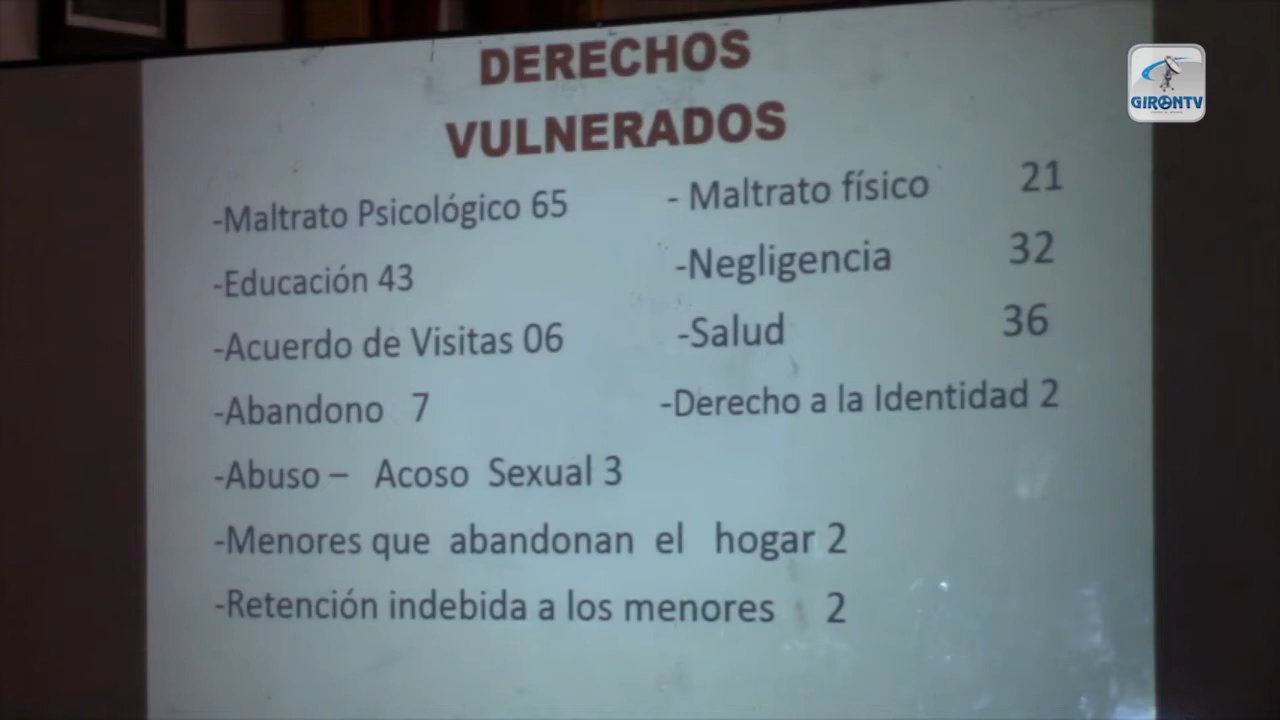 DERECHOS
VULNERADOS
-Maltrato Psicológico 65
- Maltrato físico 21
-Educación 43
-Negligencia 32
-Acuerdo de Visitas 06
-Salud 36
-Abandono 7
-Derecho a la Identidad 2
-Abuso – Acoso Sexual 3
-Menores que abandonan el hogar 2
-Retención indebida a los menores 2
GIRONTV